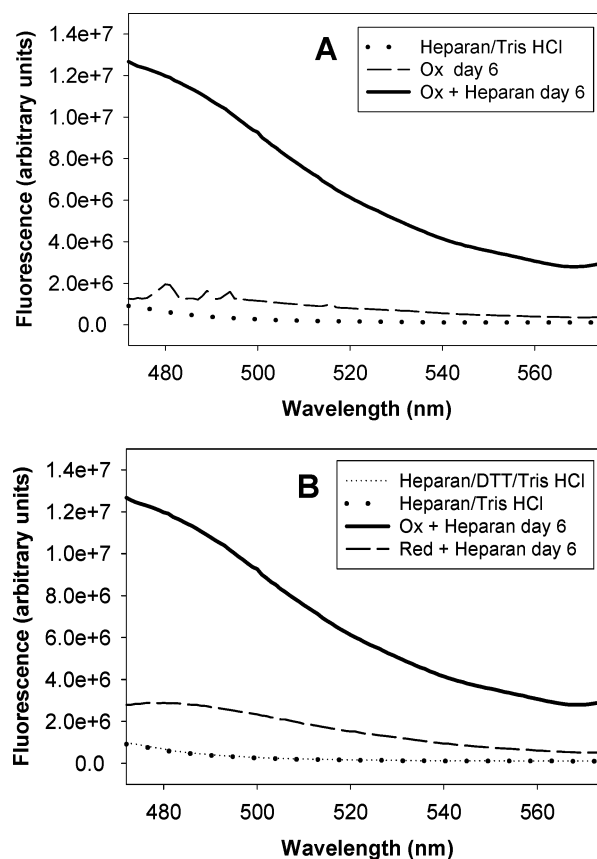 A
Heparan/Tris HCl
Ox day 6
Ox + Heparan day 6
Fluorescence (arbitrary units)
1.4e+7
1.2e+7
1.0e+7
8.0e+6
6.0e+6
4.0e+6
2.0e+6
0.0
480 500 520 540 560
Wavelength (nm)
B
Heparan/DTT/Tris HCl
Heparan/Tris HCl
Ox + Heparan day 6
Red + Heparan day 6
Fluorescence (arbitrary units)
1.4e+7
1.2e+7
1.0e+7
8.0e+6
6.0e+6
4.0e+6
2.0e+6
0.0
480 500 520 540 560
Wavelength (nm)